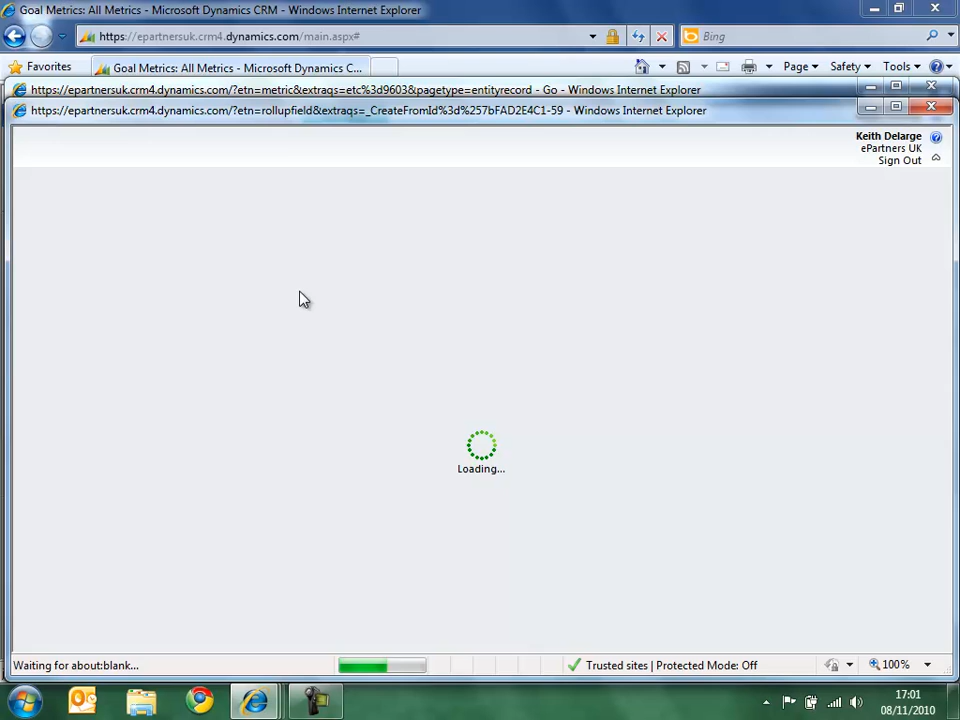 Goal Metrics: All Metrics - Microsoft Dynamics CRM - Windows Internet Explorer
https://epartnersuk.crm4.dynamics.com/main.aspx#
Bing
Favorites
Goal Metrics: All Metrics - Microsoft Dynamics C...
Page
Safety
Tools
https://epartnersuk.crm4.dynamics.com/?etn=metric&extraqs=etc%3d9603&pagetype=entityrecord - Go - Windows Internet Explorer
https://epartnersuk.crm4.dynamics.com/?etn=rollupfield&extraqs=_CreateFromId%3d%257bFAD2E4C1-59 - Windows Internet Explorer
Keith Delarge
ePartners UK
Sign Out
Loading...
Waiting for about:blank...
Trusted sites | Protected Mode: Off
100%
17:01
08/11/2010